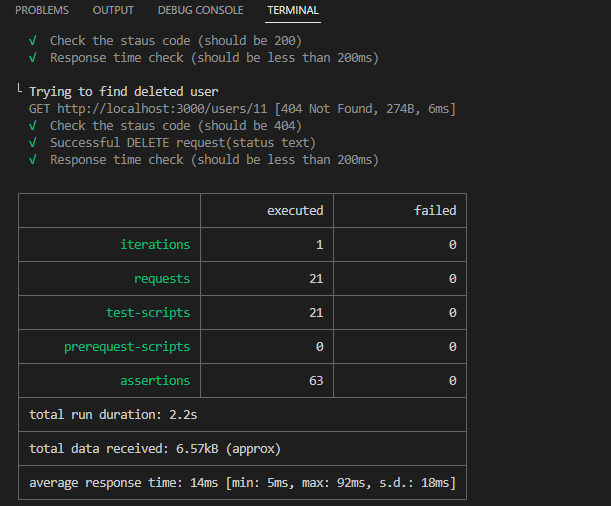 PROBLEMS OUTPUT DEBUG CONSOLE TERMINAL
√ Check the staus code (should be 200)
√ Response time check (should be less than 200ms)
└ Trying to find deleted user
GET http://localhost:3000/users/11 [404 Not Found, 274B, 6ms]
√ Check the staus code (should be 404)
√ Successful DELETE request(status text)
√ Response time check (should be less than 200ms)
executed failed
iterations 1 0
requests 21 0
test-scripts 21 0
prerequest-scripts 0 0
assertions 63 0
total run duration: 2.2s
total data received: 6.57kB (approx)
average response time: 14ms [min: 5ms, max: 92ms, s.d.: 18ms]